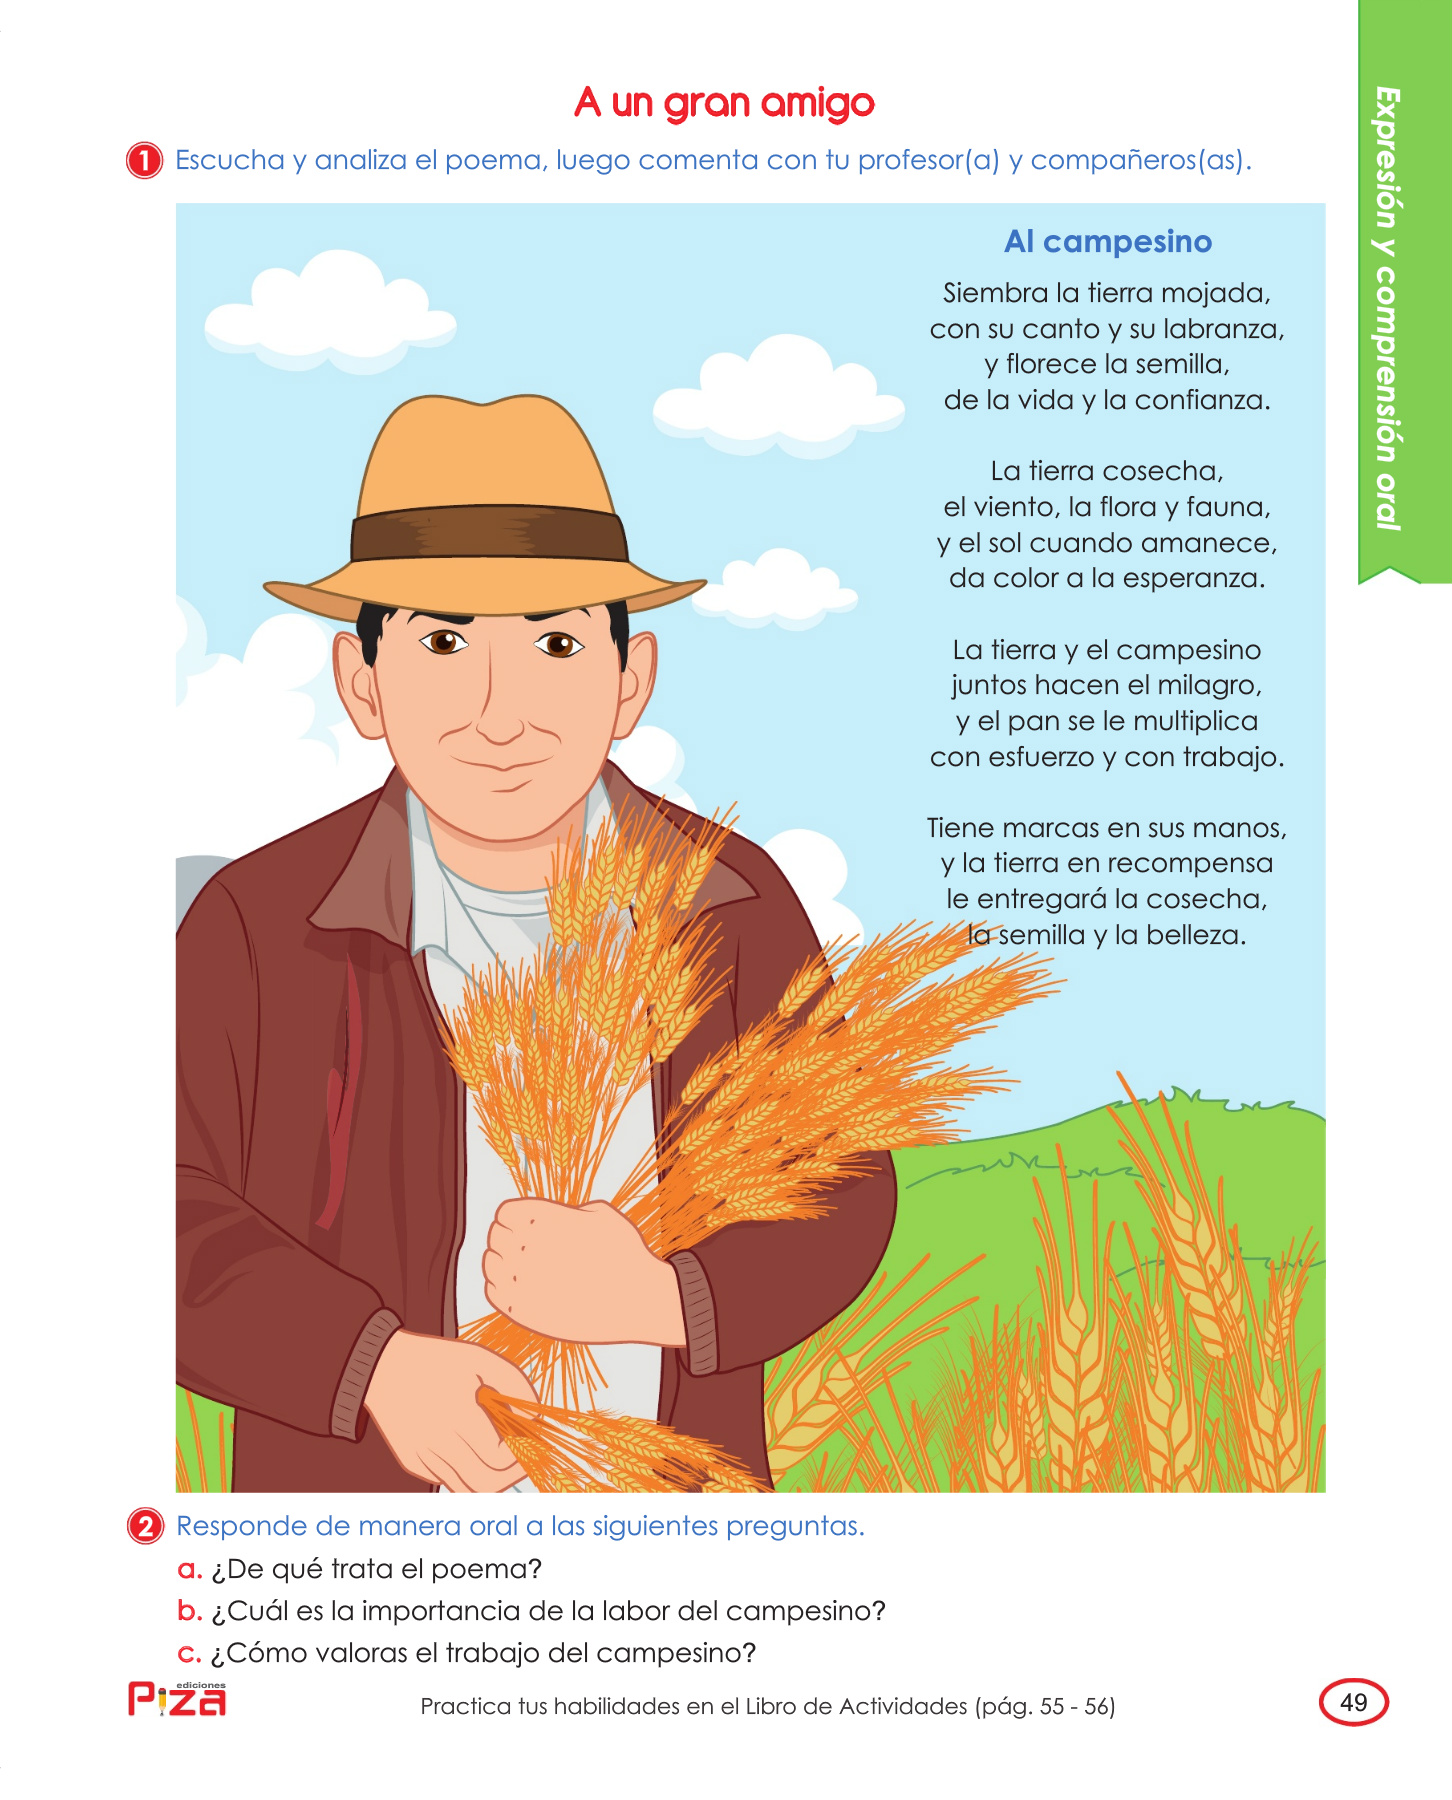 A un gran amigo
1 Escucha y analiza el poema, luego comenta con tu profesor(a) y compañeros(as).
Al campesino
Siembra la tierra mojada,
con su canto y su labranza,
y florece la semilla,
de la vida y la confianza.
La tierra cosecha,
el viento, la flora y fauna,
y el sol cuando amanece,
da color a la esperanza.
La tierra y el campesino
juntos hacen el milagro,
y el pan se le multiplica
con esfuerzo y con trabajo.
Tiene marcas en sus manos,
y la tierra en recompensa
le entregará la cosecha,
la semilla y la belleza.
Expresión y comprensión oral
2 Responde de manera oral a las siguientes preguntas.
a. ¿De qué trata el poema?
b. ¿Cuál es la importancia de la labor del campesino?
c. ¿Cómo valoras el trabajo del campesino?
ediciones
Piza
Practica tus habilidades en el Libro de Actividades (pág. 55 - 56)
49